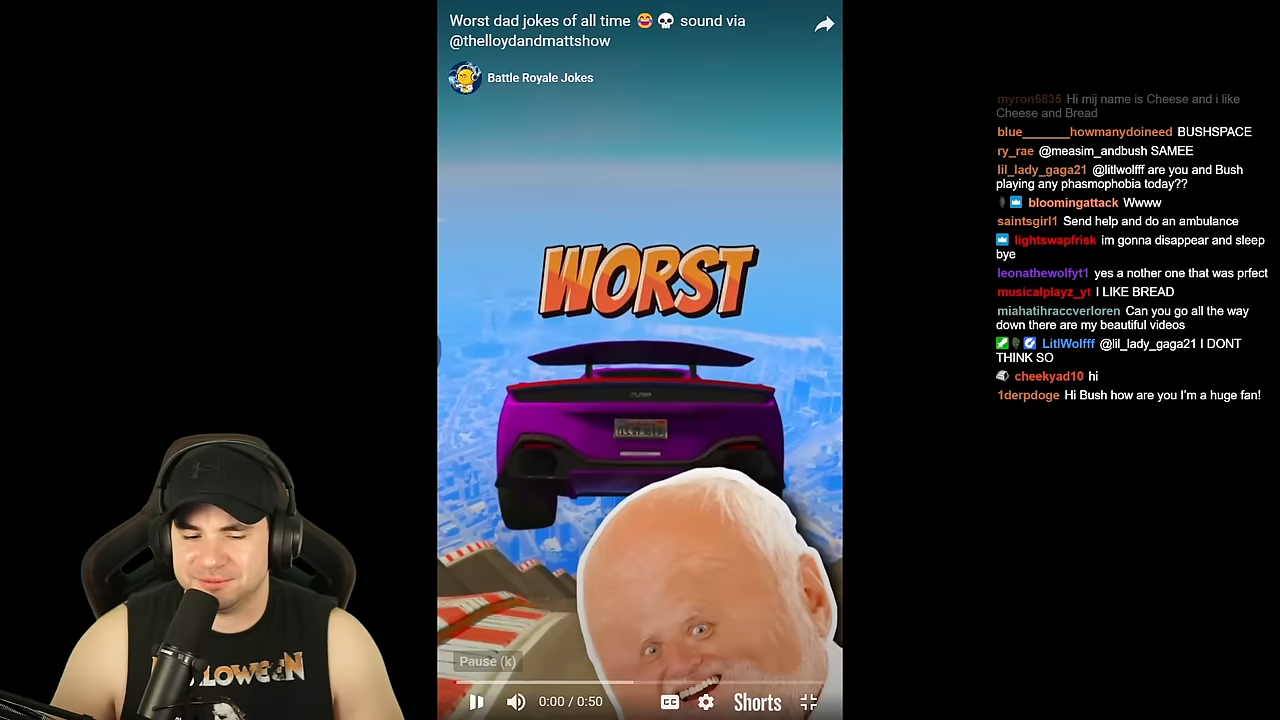 Worst dad jokes of all time 😂💀 sound via
@thelloydandmattshow
Battle Royale Jokes
WORST
Pause (k)
0:00 / 0:50
CC
Shorts
myron6835 Hi mij name is Cheese and i like
Cheese and Bread
blue_______howmanydoineed BUSHSPACE
ry_rae @measim_andbush SAMEE
lil_lady_gaga21 @litlwolfff are you and Bush
playing any phasmophobia today??
bloomingattack Wwww
saintsgirl1 Send help and do an ambulance
lightswapfrisk im gonna disappear and sleep
bye
leonathewolfyt1 yes a nother one that was prfect
musicalplayz_yt I LIKE BREAD
miahatihraccverloren Can you go all the way
down there are my beautiful videos
LitlWolfff @lil_lady_gaga21 I DONT
THINK SO
cheekyad10 hi
1derpdoge Hi Bush how are you I'm a huge fan!